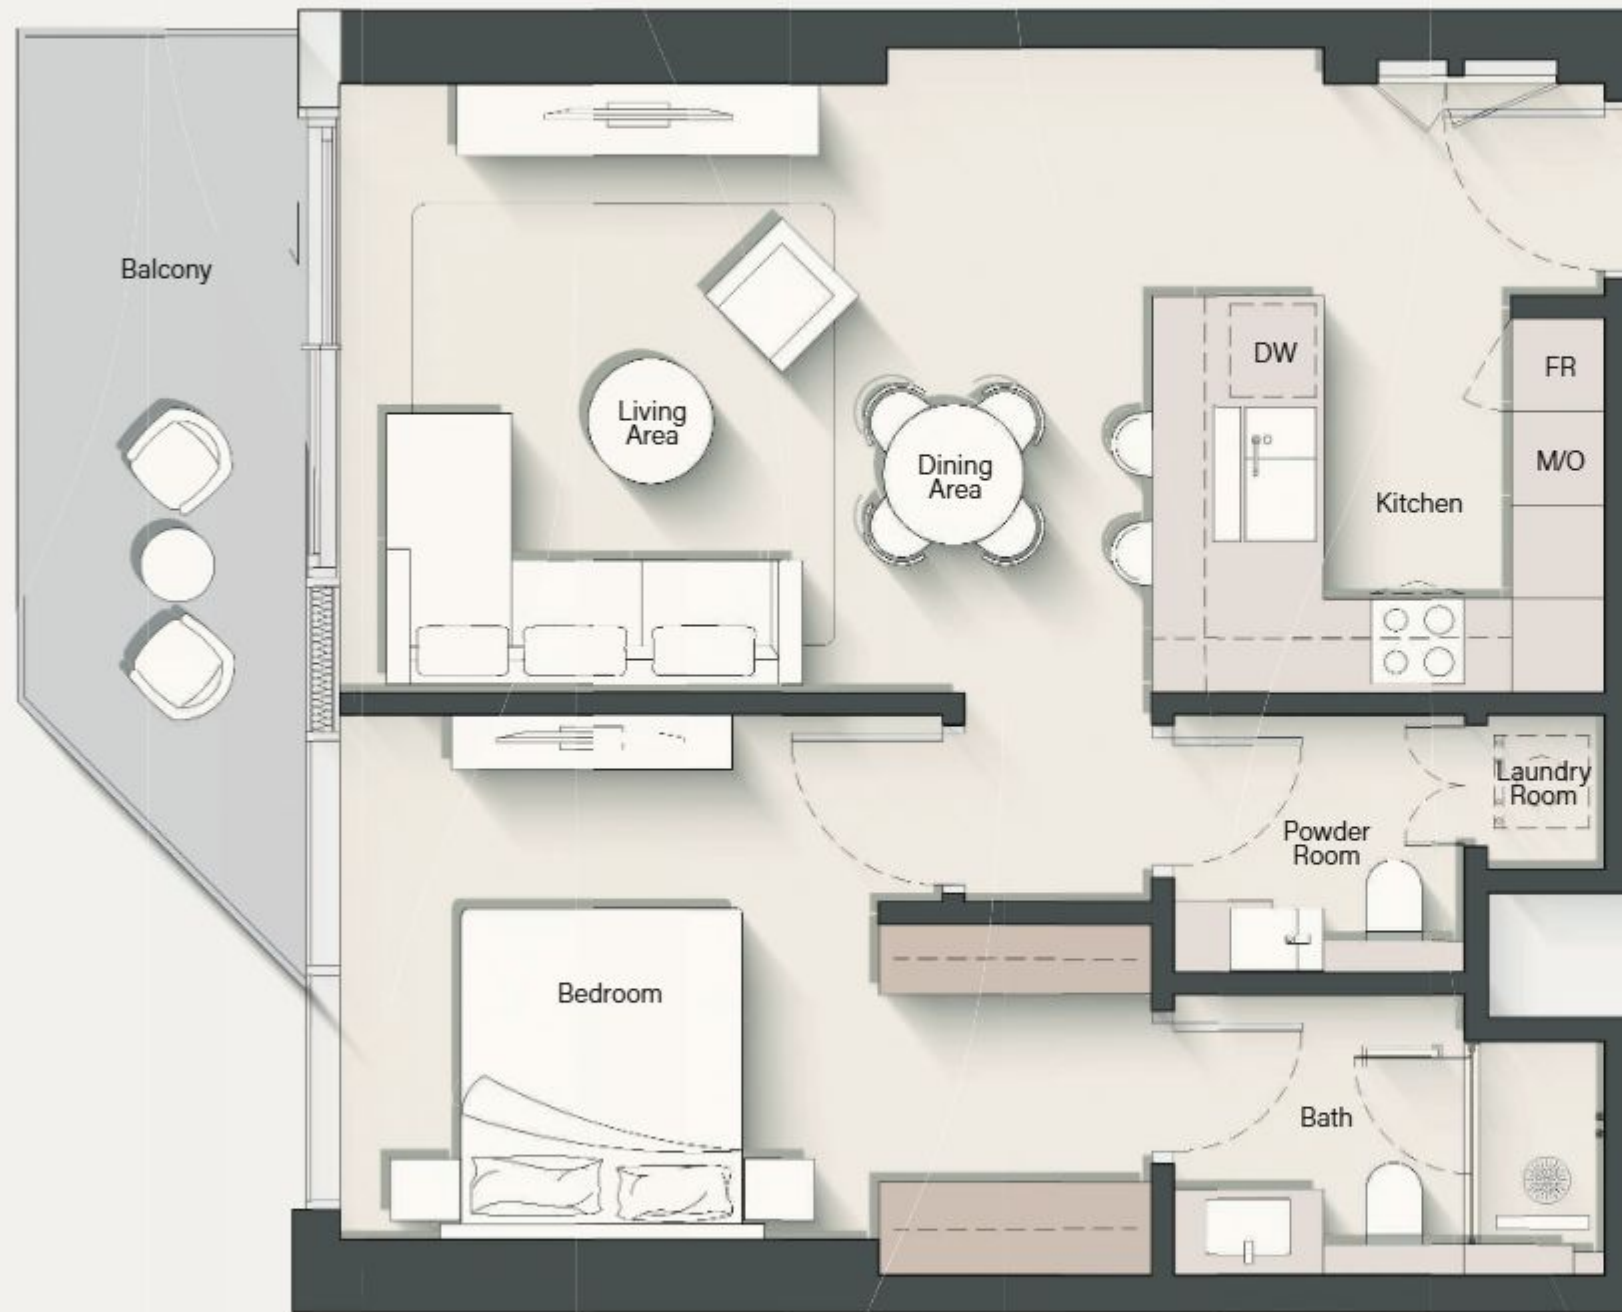 Balcony
DW
FR
Living
Area
Dining
Area
M/O
Kitchen
Laundry
Room
Powder
Room
Bedroom
Bath